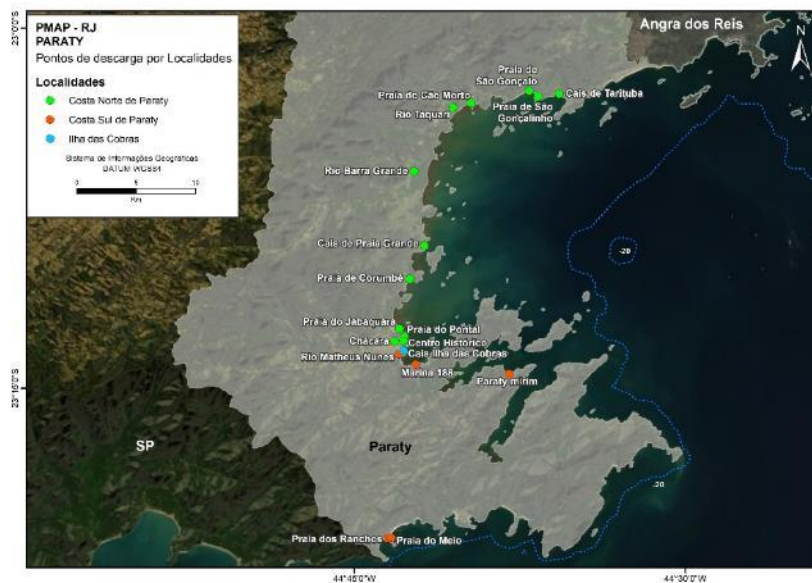 PMAP - RJ
PARATY
Pontos de descarga por Localidades
Localidades
Costa Norte de Paraty
Costa Sul de Paraty
Ilha das Cobras
Sistema de Informações Geográficas
DATUM WGS84
0 5 10
Km
23°0'0"S
23°15'0"S
44°45'0"W
44°30'0"W
Angra dos Reis
N
Praia de
São Gonçalo
Praia de Cão Morto
Cais de Tarituba
Rio Taquari
Praia de São
Gonçalinho
Rio Barra Grande
Cais de Praia Grande
Praia de Corumbê
Praia do Jabaquara
Praia do Pontal
Chácara
Centro Histórico
Cais Ilha das Cobras
Rio Matheus Nunes
Marina 188
Paraty mirim
-20
SP
Paraty
-20
Praia dos Ranchos
Praia do Meio